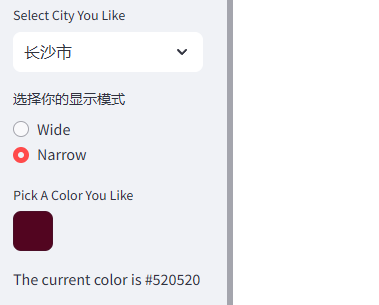 Select City You Like
长沙市
选择你的显示模式
Wide
Narrow
Pick A Color You Like
The current color is #520520